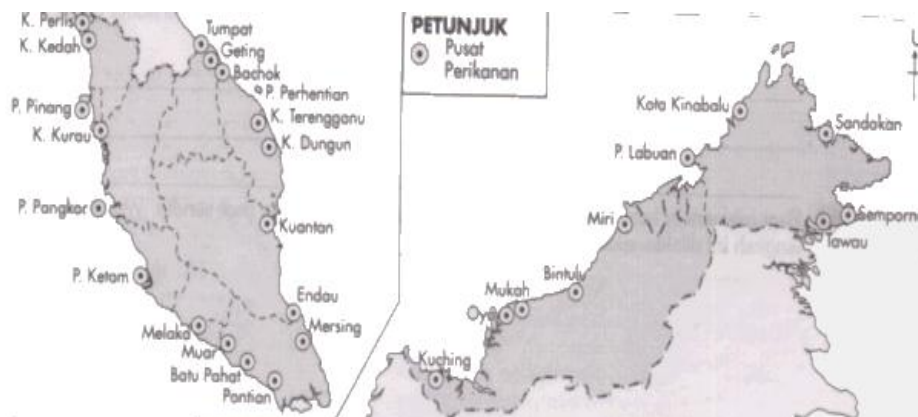 K. Perlis
K. Kedah
P. Pinang
K. Kurau
P. Pangkor
P. Ketam
Melaka
Muar
Batu Pahat
Pontian
Tumpat
Geting
Bachok
P. Perhentian
K. Terengganu
K. Dungun
Kuantan
Endau
Mersing
PETUNJUK
Pusat
Perikanan
U
Kota Kinabalu
Sandakan
P. Labuan
Semporn
Tawau
Miri
Bintulu
Mukah
Oya
Kuching